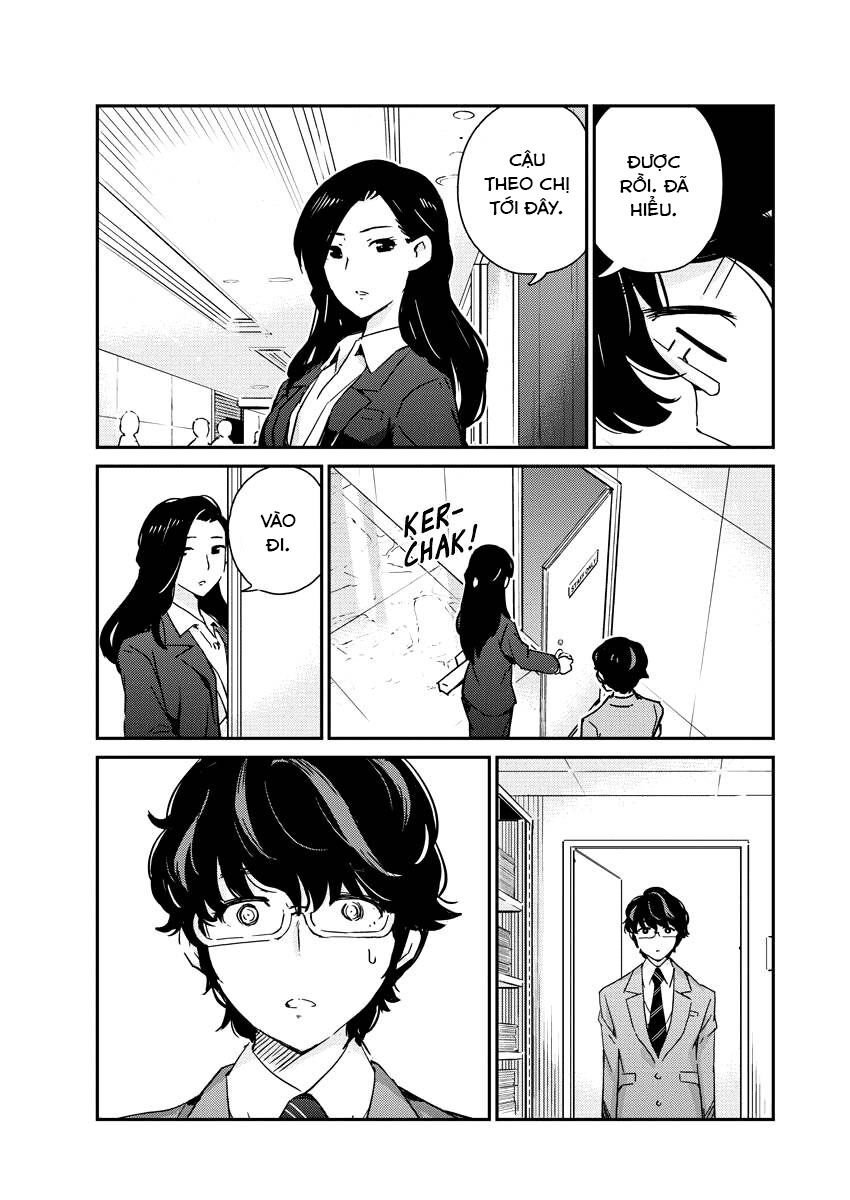 ĐƯỢC
RỒI. ĐÃ
HIỂU.
CẬU
THEO CHỊ
TỚI ĐÂY.
KER-
CHAK!
STAFF ONLY
VÀO
ĐI.